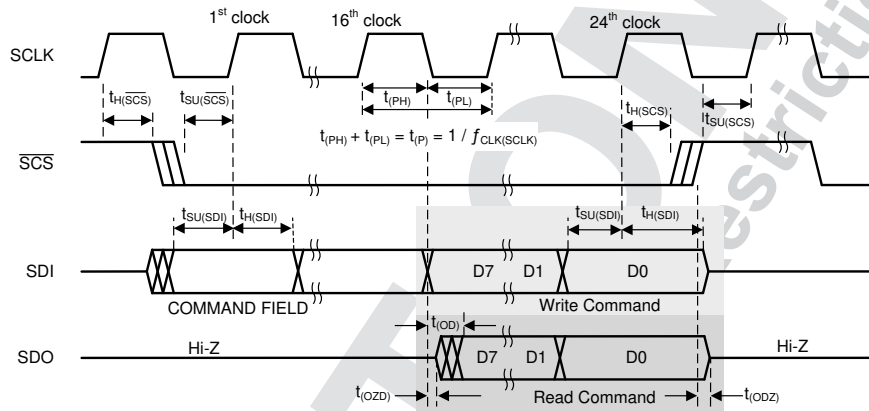 1st clock
16th clock
24th clock
SCLK
tH(SCS)
tSU(SCS)
t(PH)
t(PL)
tH(SCS)
tSU(SCS)
t(PH) + t(PL) = t(P) = 1 / fCLK(SCLK)
SCS
tSU(SDI)
tH(SDI)
tSU(SDI)
tH(SDI)
SDI
D7
D1
D0
COMMAND FIELD
Write Command
t(OD)
SDO
Hi-Z
D7
D1
D0
Hi-Z
t(OZD)
Read Command
t(ODZ)